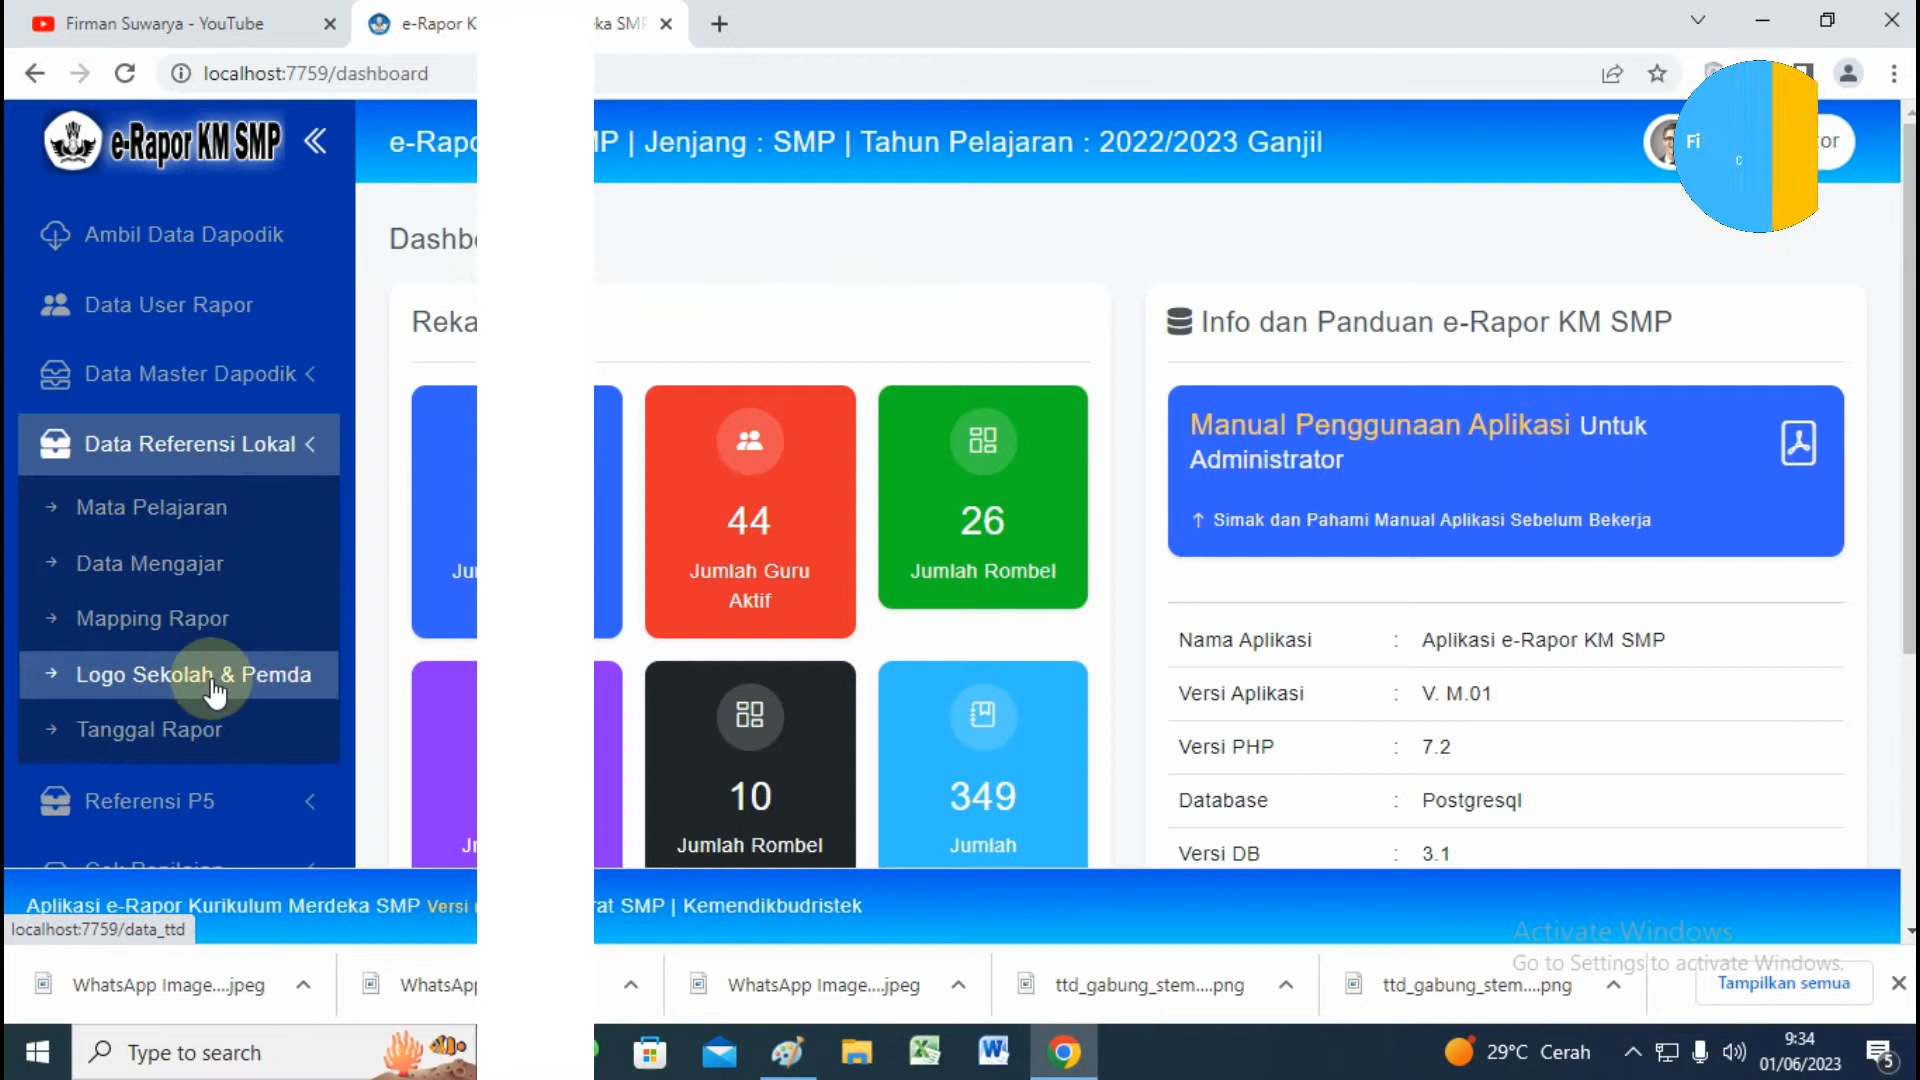 Firman Suwarya - YouTube
e-Rapor K
ka SMP
localhost:7759/dashboard
e-Rapor KM SMP
e-Rapo
MP | Jenjang : SMP | Tahun Pelajaran : 2022/2023 Ganjil
Fi
tor
Ambil Data Dapodik
Data User Rapor
Data Master Dapodik
Data Referensi Lokal
Mata Pelajaran
Data Mengajar
Mapping Rapor
Logo Sekolah & Pemda
Tanggal Rapor
Referensi P5
Dashb
Reka
44
Jumlah Guru
Aktif
26
Jumlah Rombel
10
Jumlah Rombel
349
Jumlah
Info dan Panduan e-Rapor KM SMP
Manual Penggunaan Aplikasi Untuk
Administrator
↑ Simak dan Pahami Manual Aplikasi Sebelum Bekerja
Nama Aplikasi : Aplikasi e-Rapor KM SMP
Versi Aplikasi : V. M.01
Versi PHP : 7.2
Database : Postgresql
Versi DB : 3.1
Aplikasi e-Rapor Kurikulum Merdeka SMP Versi
rat SMP | Kemendikbudristek
localhost:7759/data_ttd
Activate Windows
Go to Settings to activate Windows.
WhatsApp Image....jpeg
WhatsApp
WhatsApp Image....jpeg
ttd_gabung_stem....png
ttd_gabung_stem....png
Tampilkan semua
Type to search
29°C Cerah
9:34
01/06/2023
5